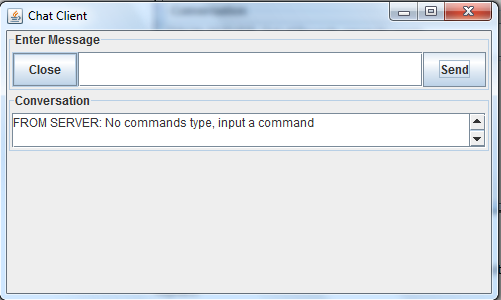 Chat Client
Enter Message
Close
Send
Conversation
FROM SERVER: No commands type, input a command